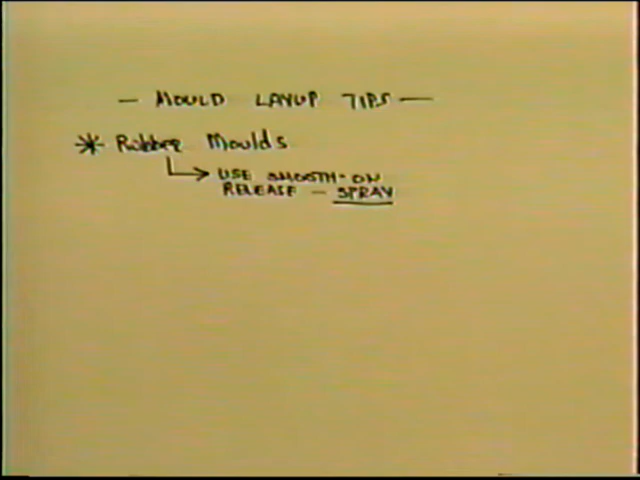 — MOULD LAYUP TIPS —
* Rubber Moulds
↳ USE SMOOTH-ON
RELEASE — SPRAY